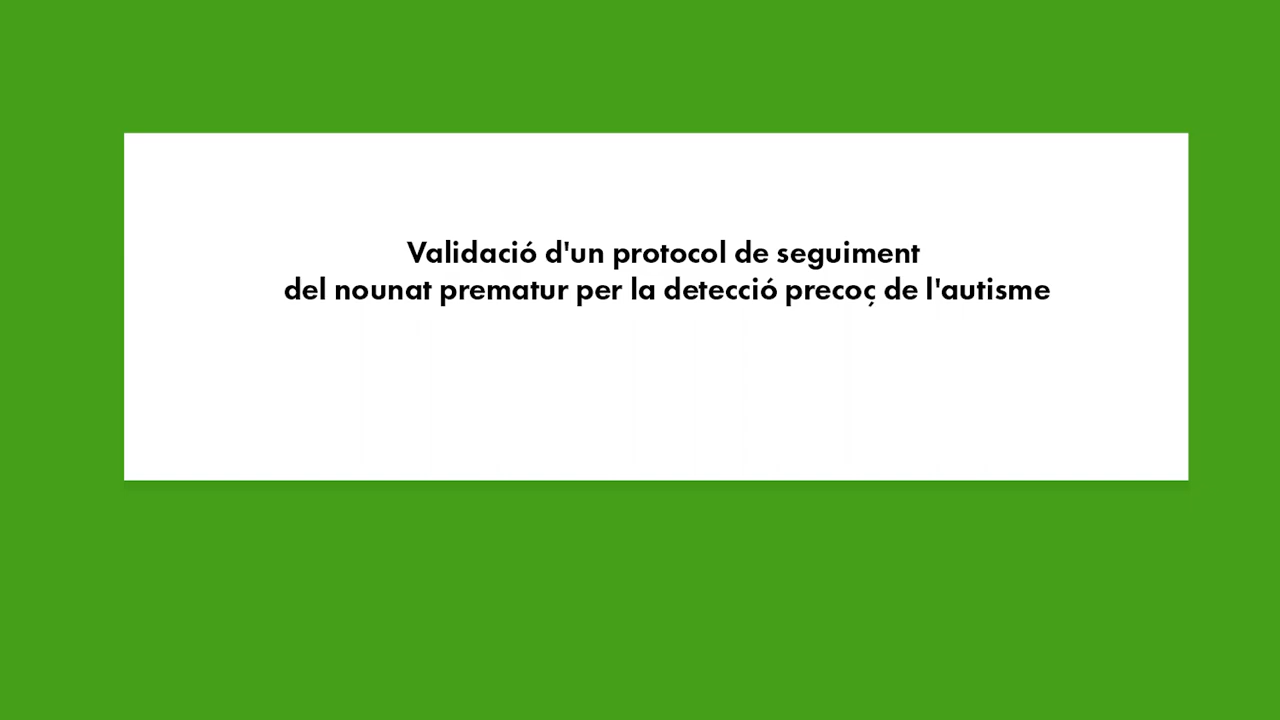 Validació d'un protocol de seguiment
del nounat prematur per la detecció precoç de l'autisme